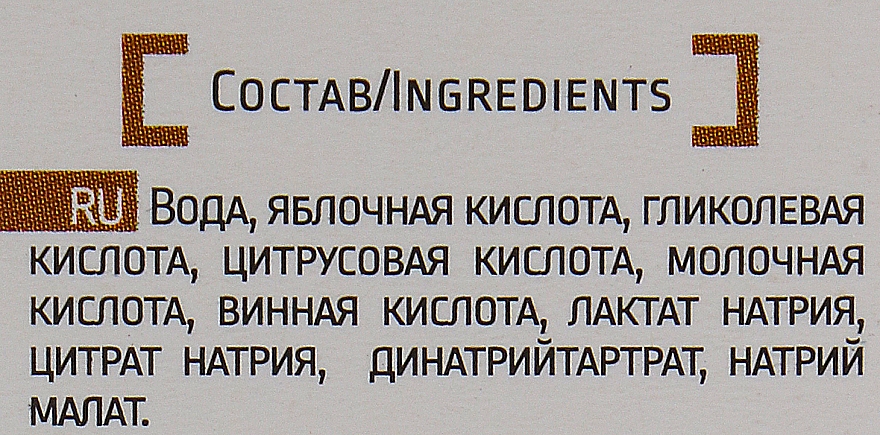 Состав/Ingredients
RU Вода, яблочная кислота, гликолевая
кислота, цитрусовая кислота, молочная
кислота, винная кислота, лактат натрия,
цитрат натрия, динатрийтартрат, натрий
малат.